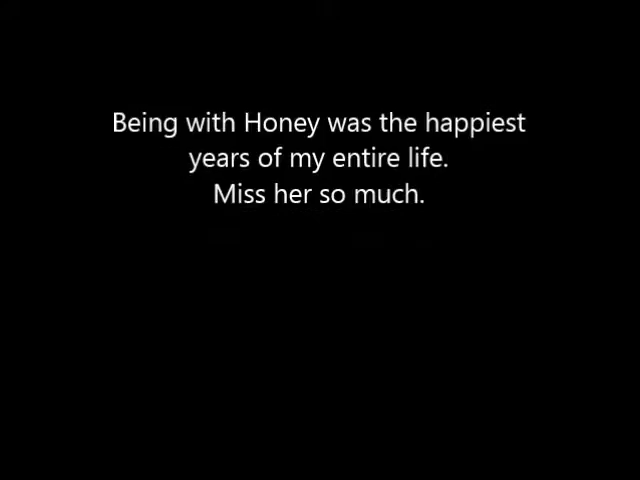 Being with Honey was the happiest
years of my entire life.
Miss her so much.